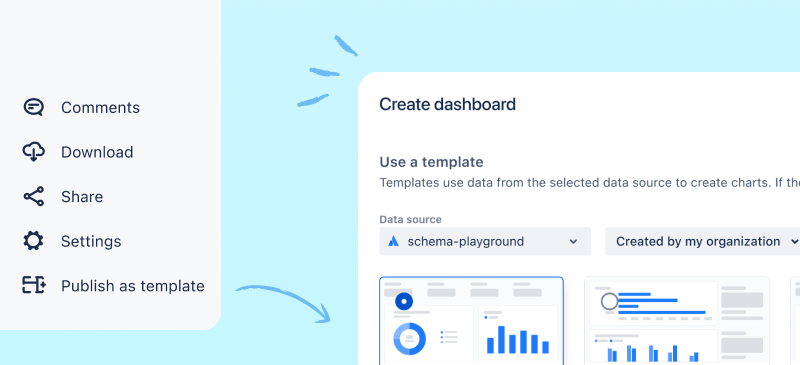 Comments
Download
Share
Settings
Publish as template
Create dashboard
Use a template
Templates use data from the selected data source to create charts. If the
Data source
schema-playground
Created by my organization